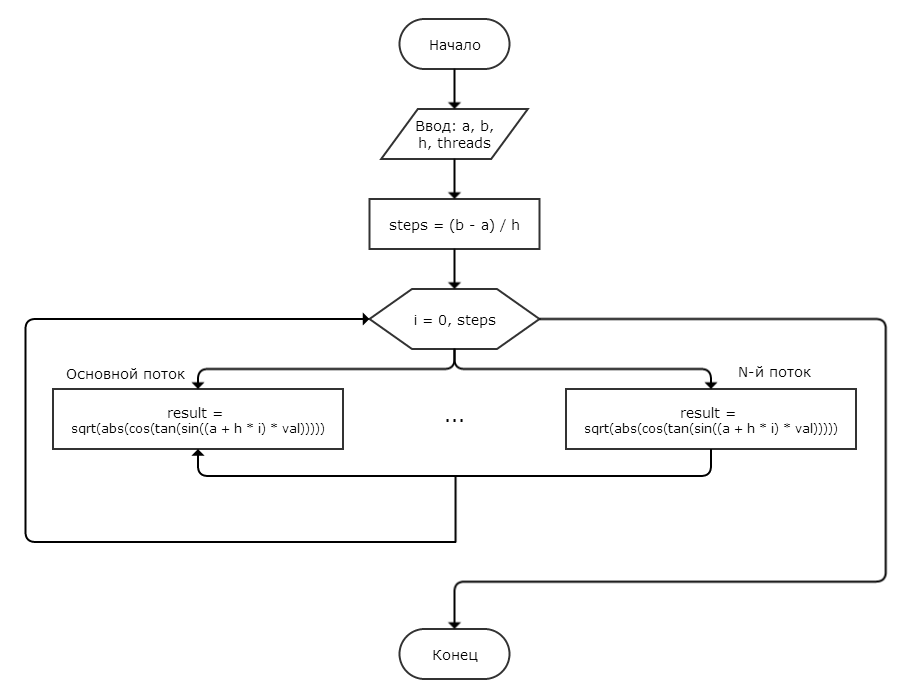 Начало
Ввод: a, b,
h, threads
steps = (b - a) / h
i = 0, steps
Основной поток
N-й поток
result =
sqrt(abs(cos(tan(sin((a + h * i) * val)))))
...
result =
sqrt(abs(cos(tan(sin((a + h * i) * val)))))
Конец